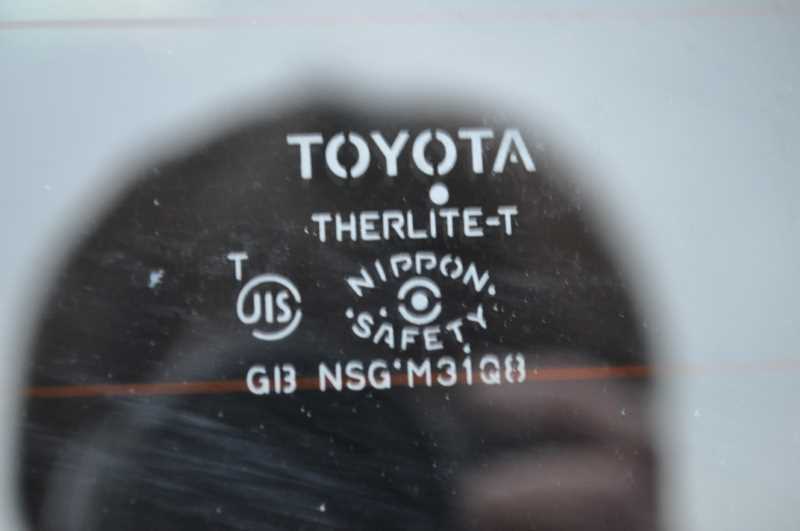 TOYOTA
THERLITE-T
T
JIS
NIPPON
SAFETY
GB NSG M31Q8